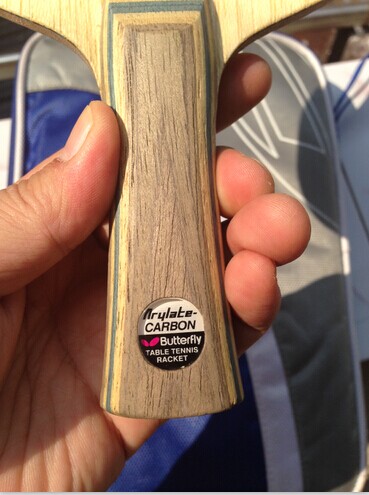 Arylate-
CARBON
Butterfly
TABLE TENNIS
RACKET